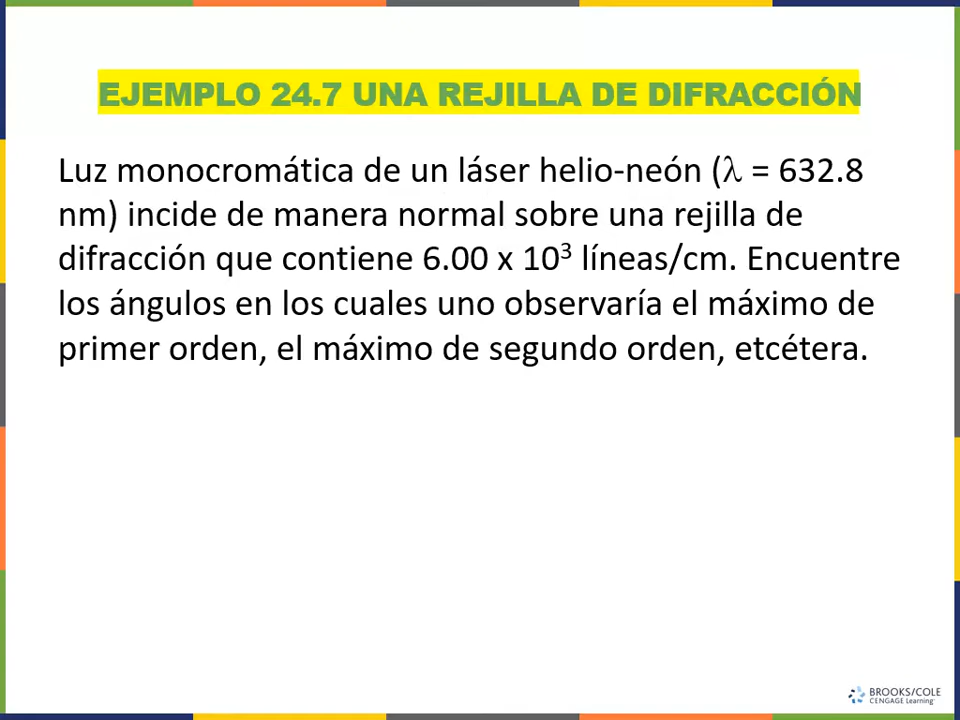 EJEMPLO 24.7 UNA REJILLA DE DIFRACCIÓN
Luz monocromática de un láser helio-neón (λ = 632.8
nm) incide de manera normal sobre una rejilla de
difracción que contiene 6.00 x 10³ líneas/cm. Encuentre
los ángulos en los cuales uno observaría el máximo de
primer orden, el máximo de segundo orden, etcétera.
BROOKS/COLE
CENGAGE Learning